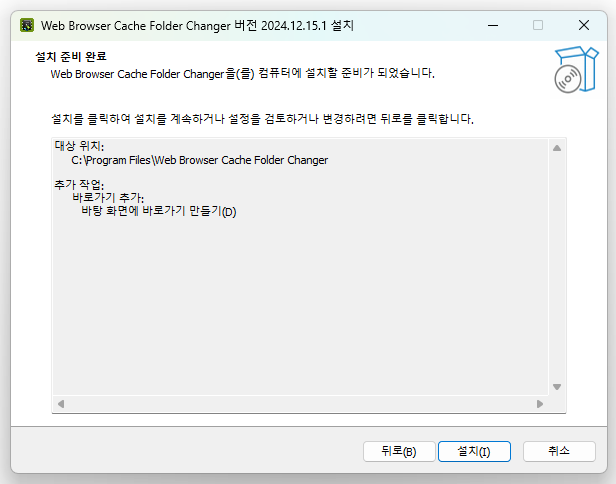 Web Browser Cache Folder Changer 버전 2024.12.15.1 설치
설치 준비 완료
Web Browser Cache Folder Changer을(를) 컴퓨터에 설치할 준비가 되었습니다.
설치를 클릭하여 설치를 계속하거나 설정을 검토하거나 변경하려면 뒤로를 클릭합니다.
대상 위치:
C:\Program Files\Web Browser Cache Folder Changer
추가 작업:
바로가기 추가:
바탕 화면에 바로가기 만들기(D)
뒤로(B) 설치(I) 취소